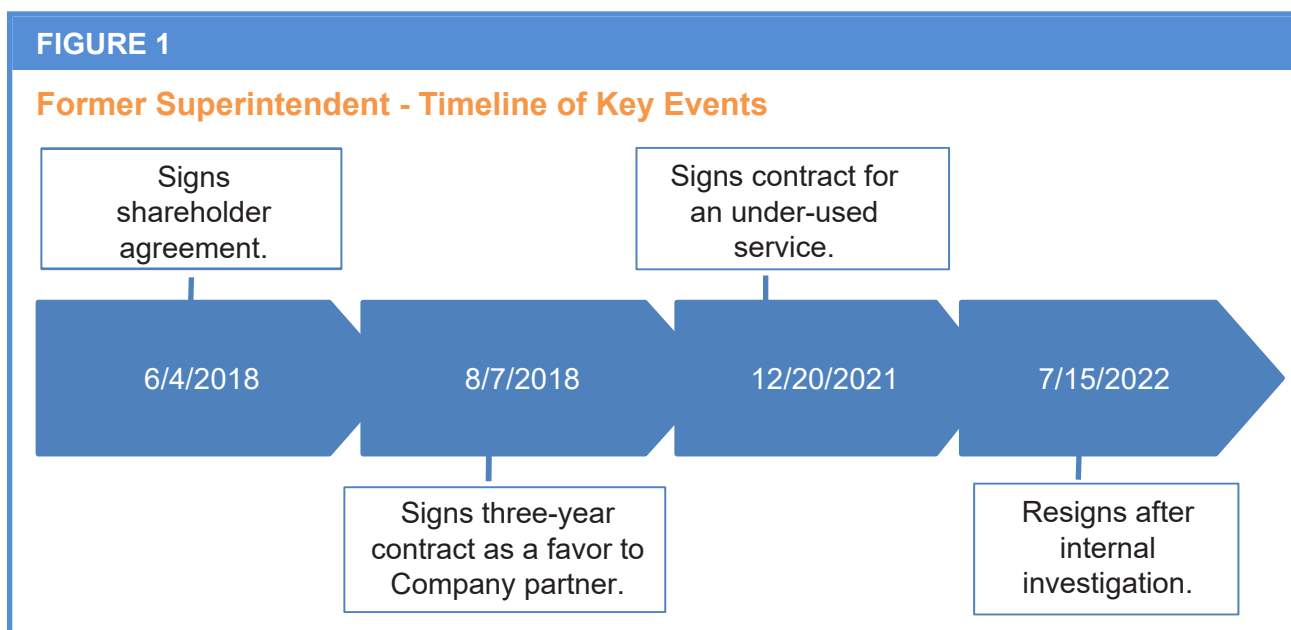 FIGURE 1
Former Superintendent - Timeline of Key Events
Signs
shareholder
agreement.
Signs contract for
an under-used
service.
6/4/2018
8/7/2018
12/20/2021
7/15/2022
Signs three-year
contract as a favor to
Company partner.
Resigns after
internal
investigation.